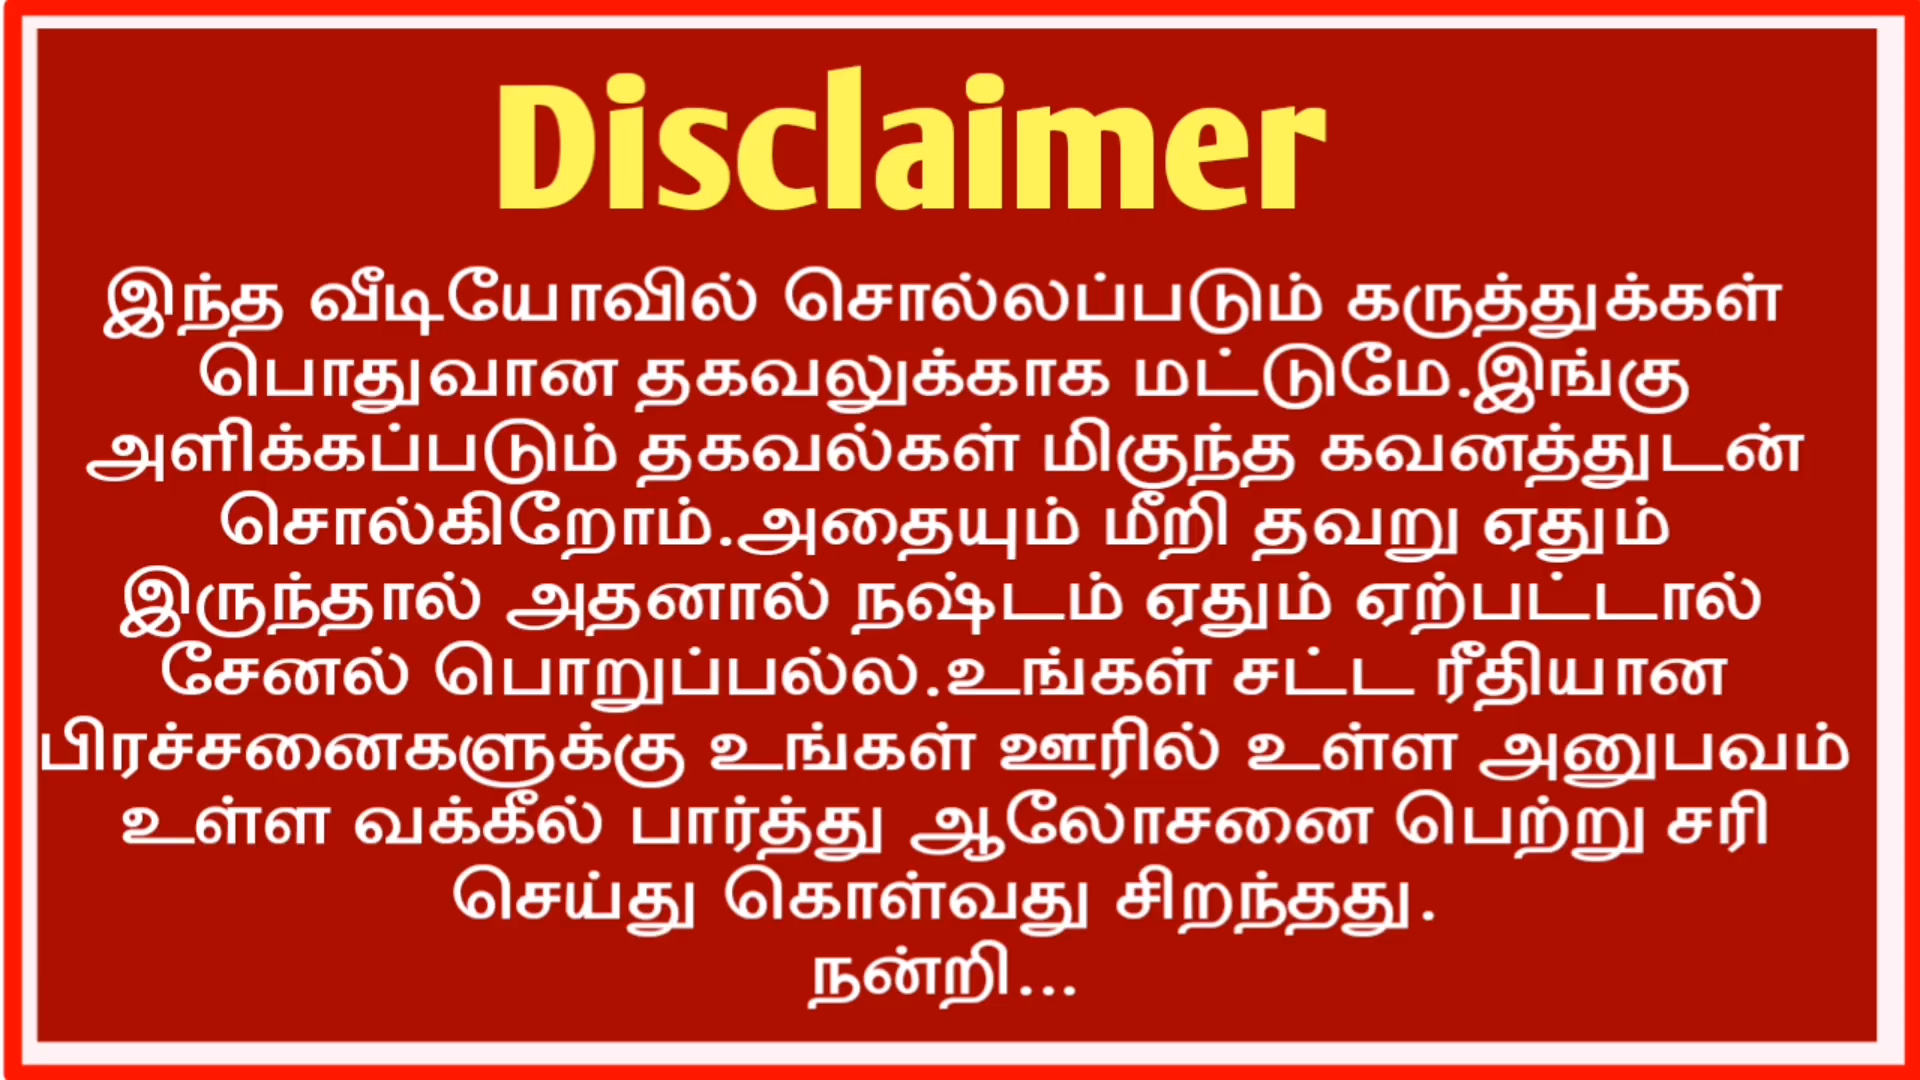 Disclaimer
இந்த வீடியோவில் சொல்லப்படும் கருத்துக்கள்
பொதுவான தகவலுக்காக மட்டுமே.இங்கு
அளிக்கப்படும் தகவல்கள் மிகுந்த கவனத்துடன்
சொல்கிறோம்.அதையும் மீறி தவறு ஏதும்
இருந்தால் அதனால் நஷ்டம் ஏதும் ஏற்பட்டால்
சேனல் பொறுப்பல்ல.உங்கள் சட்ட ரீதியான
பிரச்சனைகளுக்கு உங்கள் ஊரில் உள்ள அனுபவம்
உள்ள வக்கீல் பார்த்து ஆலோசனை பெற்று சரி
செய்து கொள்வது சிறந்தது.
நன்றி...